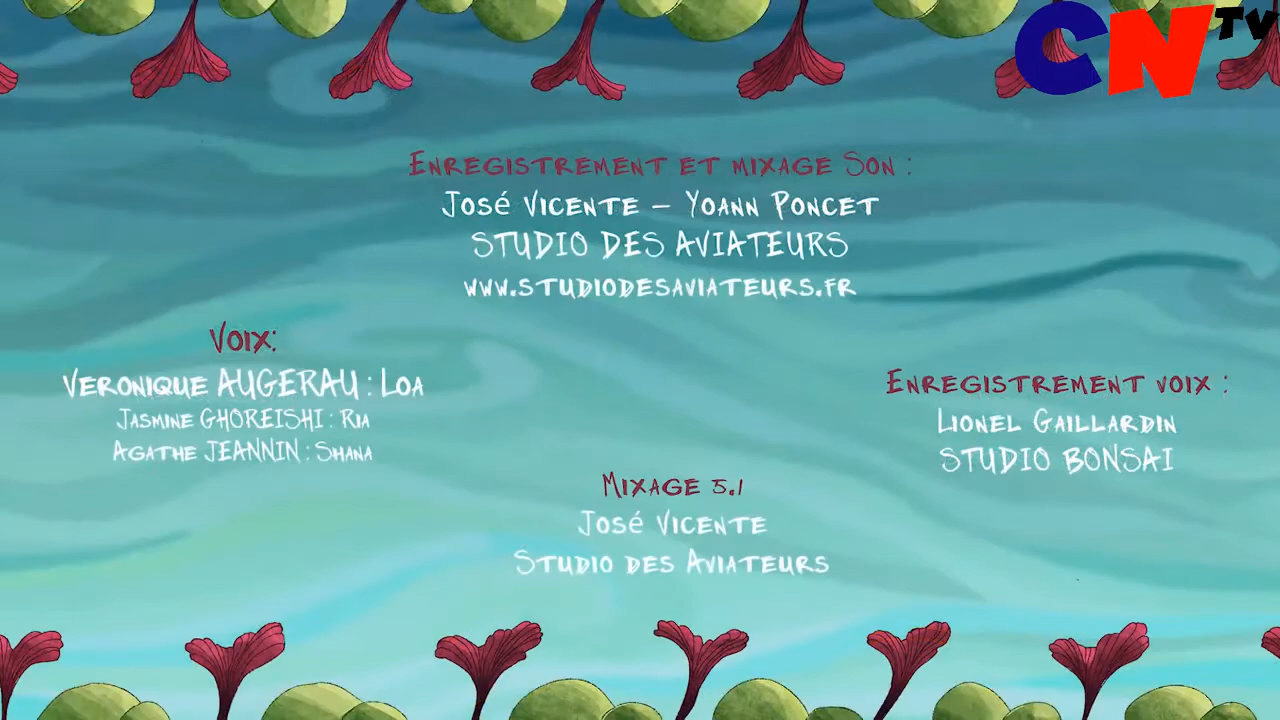 CN TV
Enregistrement et mixage Son :
José Vicente – Yoann Poncet
STUDIO DES AVIATEURS
www.studiodesaviateurs.fr
Voix:
Veronique AUGERAU : Loa
Jasmine GHOREISHI : Ria
Agathe JEANNIN : Shana
Enregistrement voix :
Lionel Gaillardin
STUDIO BONSAI
Mixage 5.1
José Vicente
Studio des Aviateurs